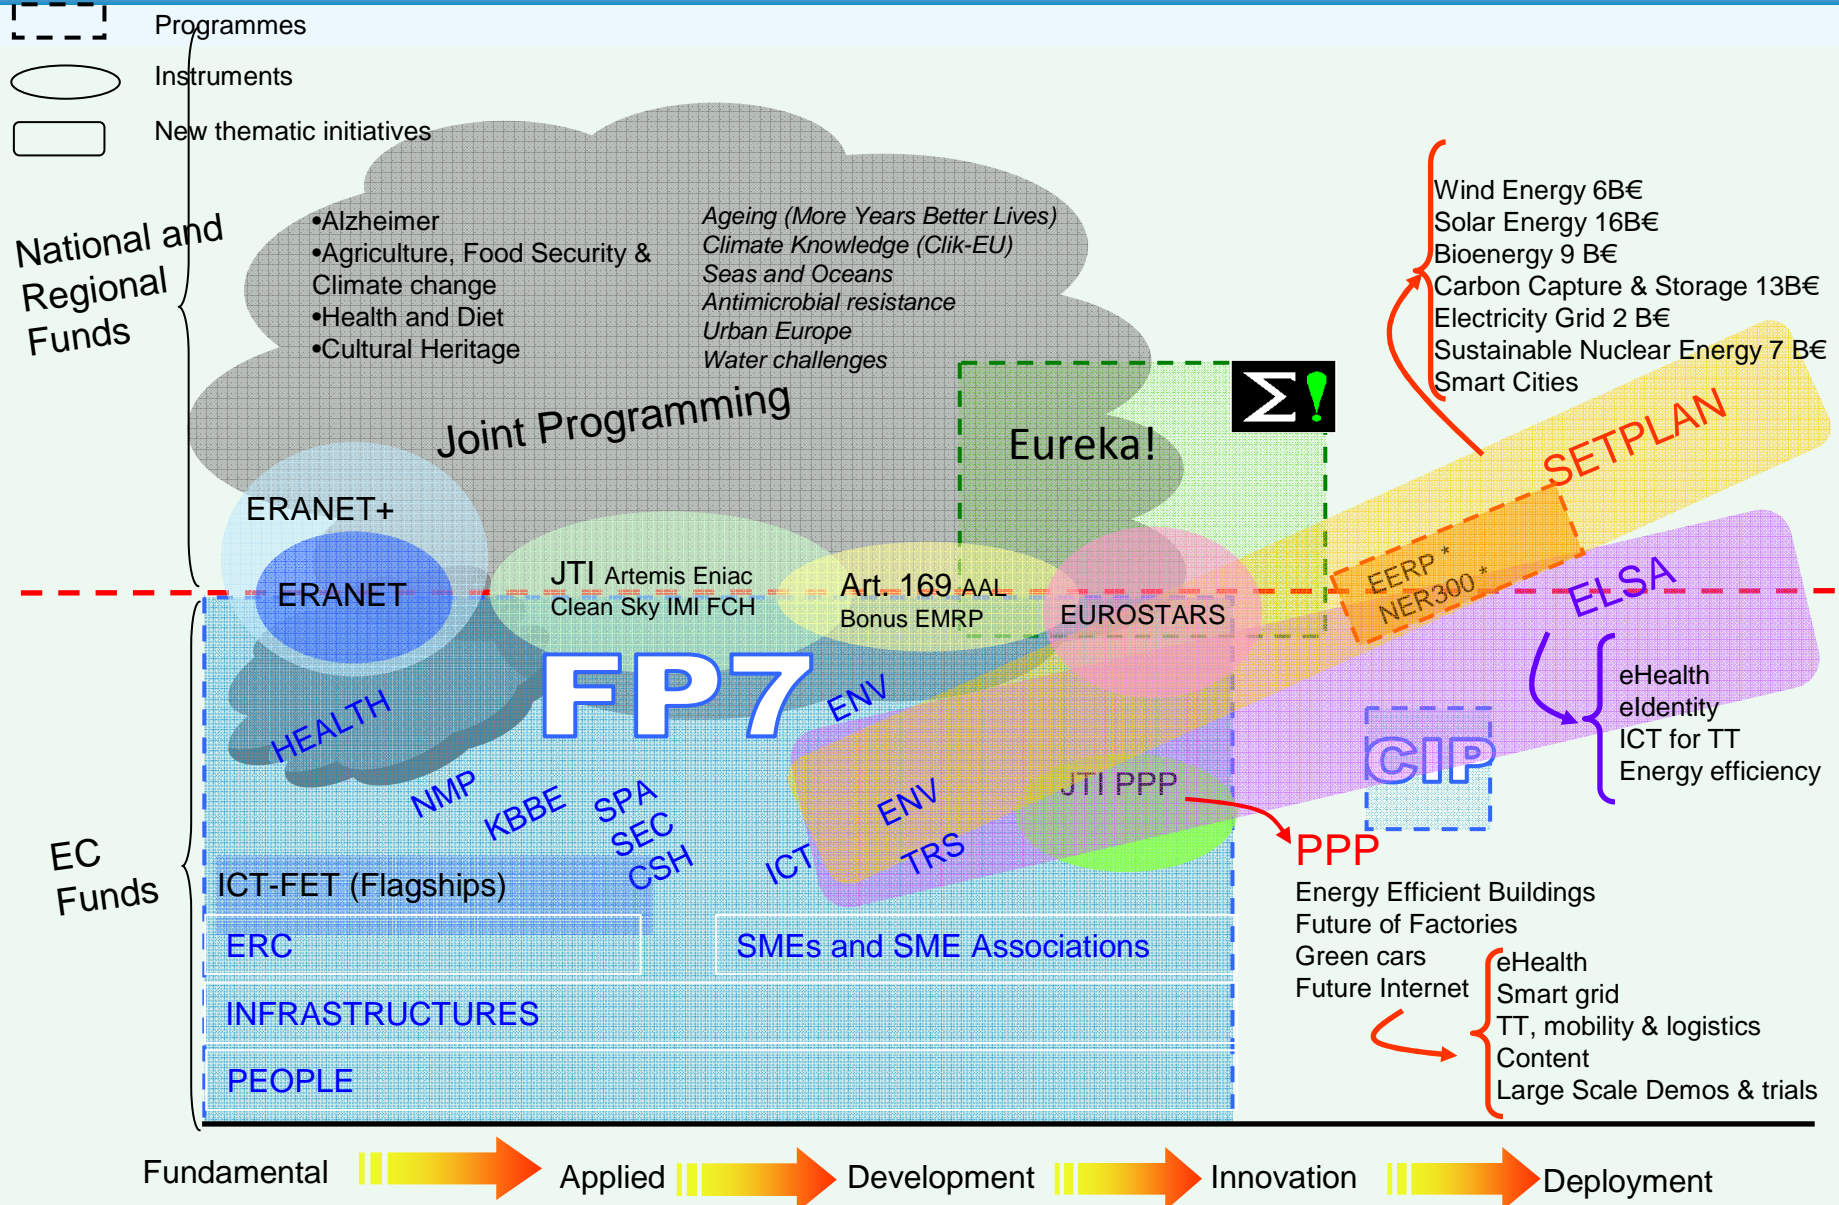 Programmes
Instruments
New thematic initiatives
National and
Regional
Funds
•Alzheimer
•Agriculture, Food Security &
Climate change
•Health and Diet
•Cultural Heritage
Ageing (More Years Better Lives)
Climate Knowledge (Clik-EU)
Seas and Oceans
Antimicrobial resistance
Urban Europe
Water challenges
Joint Programming
Wind Energy 6B€
Solar Energy 16B€
Bioenergy 9 B€
Carbon Capture & Storage 13B€
Electricity Grid 2 B€
Sustainable Nuclear Energy 7 B€
Smart Cities
Σ!
Eureka!
SETPLAN
ERANET+
ERANET
JTI Artemis Eniac
Clean Sky IMI FCH
Art. 169 AAL
Bonus EMRP
EUROSTARS
EERP *
NER300 *
ELSA
eHealth
eIdentity
ICT for TT
Energy efficiency
FP7
HEALTH
NMP
KBBE
SPA
SEC
CSH
ENV
ENV
ICT
TRS
JTI PPP
CIP
EC
Funds
ICT-FET (Flagships)
ERC
SMEs and SME Associations
INFRASTRUCTURES
PEOPLE
PPP
Energy Efficient Buildings
Future of Factories
Green cars
Future Internet
eHealth
Smart grid
TT, mobility & logistics
Content
Large Scale Demos & trials
Fundamental
Applied
Development
Innovation
Deployment